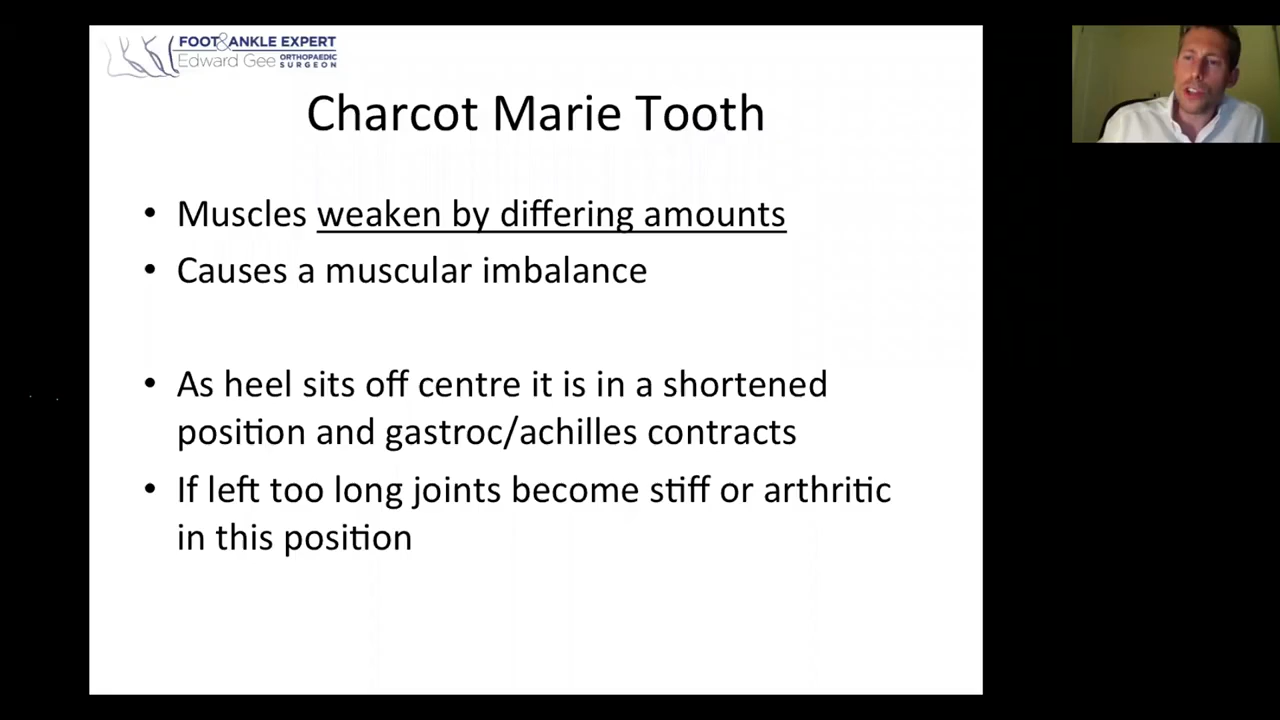 FOOT&ANKLE EXPERT
Edward Gee ORTHOPAEDIC SURGEON
Charcot Marie Tooth
• Muscles weaken by differing amounts
• Causes a muscular imbalance
• As heel sits off centre it is in a shortened
position and gastroc/achilles contracts
• If left too long joints become stiff or arthritic
in this position